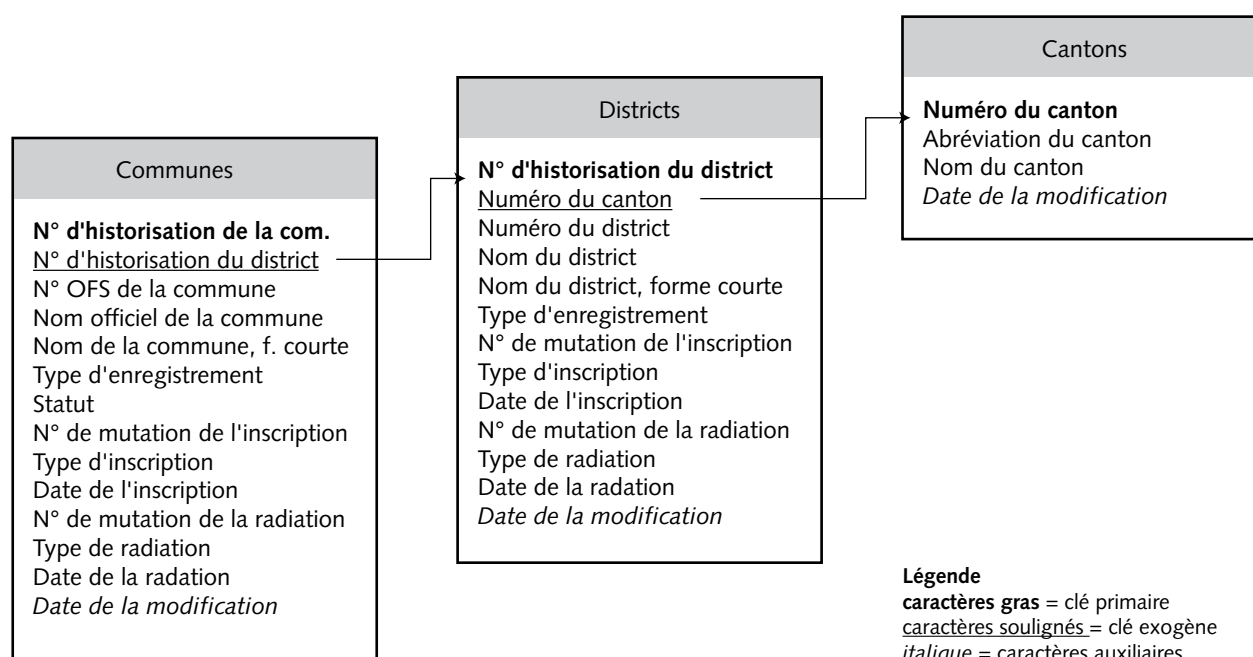 Communes
N° d'historisation de la com.
N° d'historisation du district
N° OFS de la commune
Nom officiel de la commune
Nom de la commune, f. courte
Type d'enregistrement
Statut
N° de mutation de l'inscription
Type d'inscription
Date de l'inscription
N° de mutation de la radiation
Type de radiation
Date de la radation
Date de la modification
Districts
N° d'historisation du district
Numéro du canton
Numéro du district
Nom du district
Nom du district, forme courte
Type d'enregistrement
N° de mutation de l'inscription
Type d'inscription
Date de l'inscription
N° de mutation de la radiation
Type de radiation
Date de la radation
Date de la modification
Cantons
Numéro du canton
Abréviation du canton
Nom du canton
Date de la modification
Légende
caractères gras = clé primaire
caractères soulignés = clé exogène
italique = caractères auxiliaires